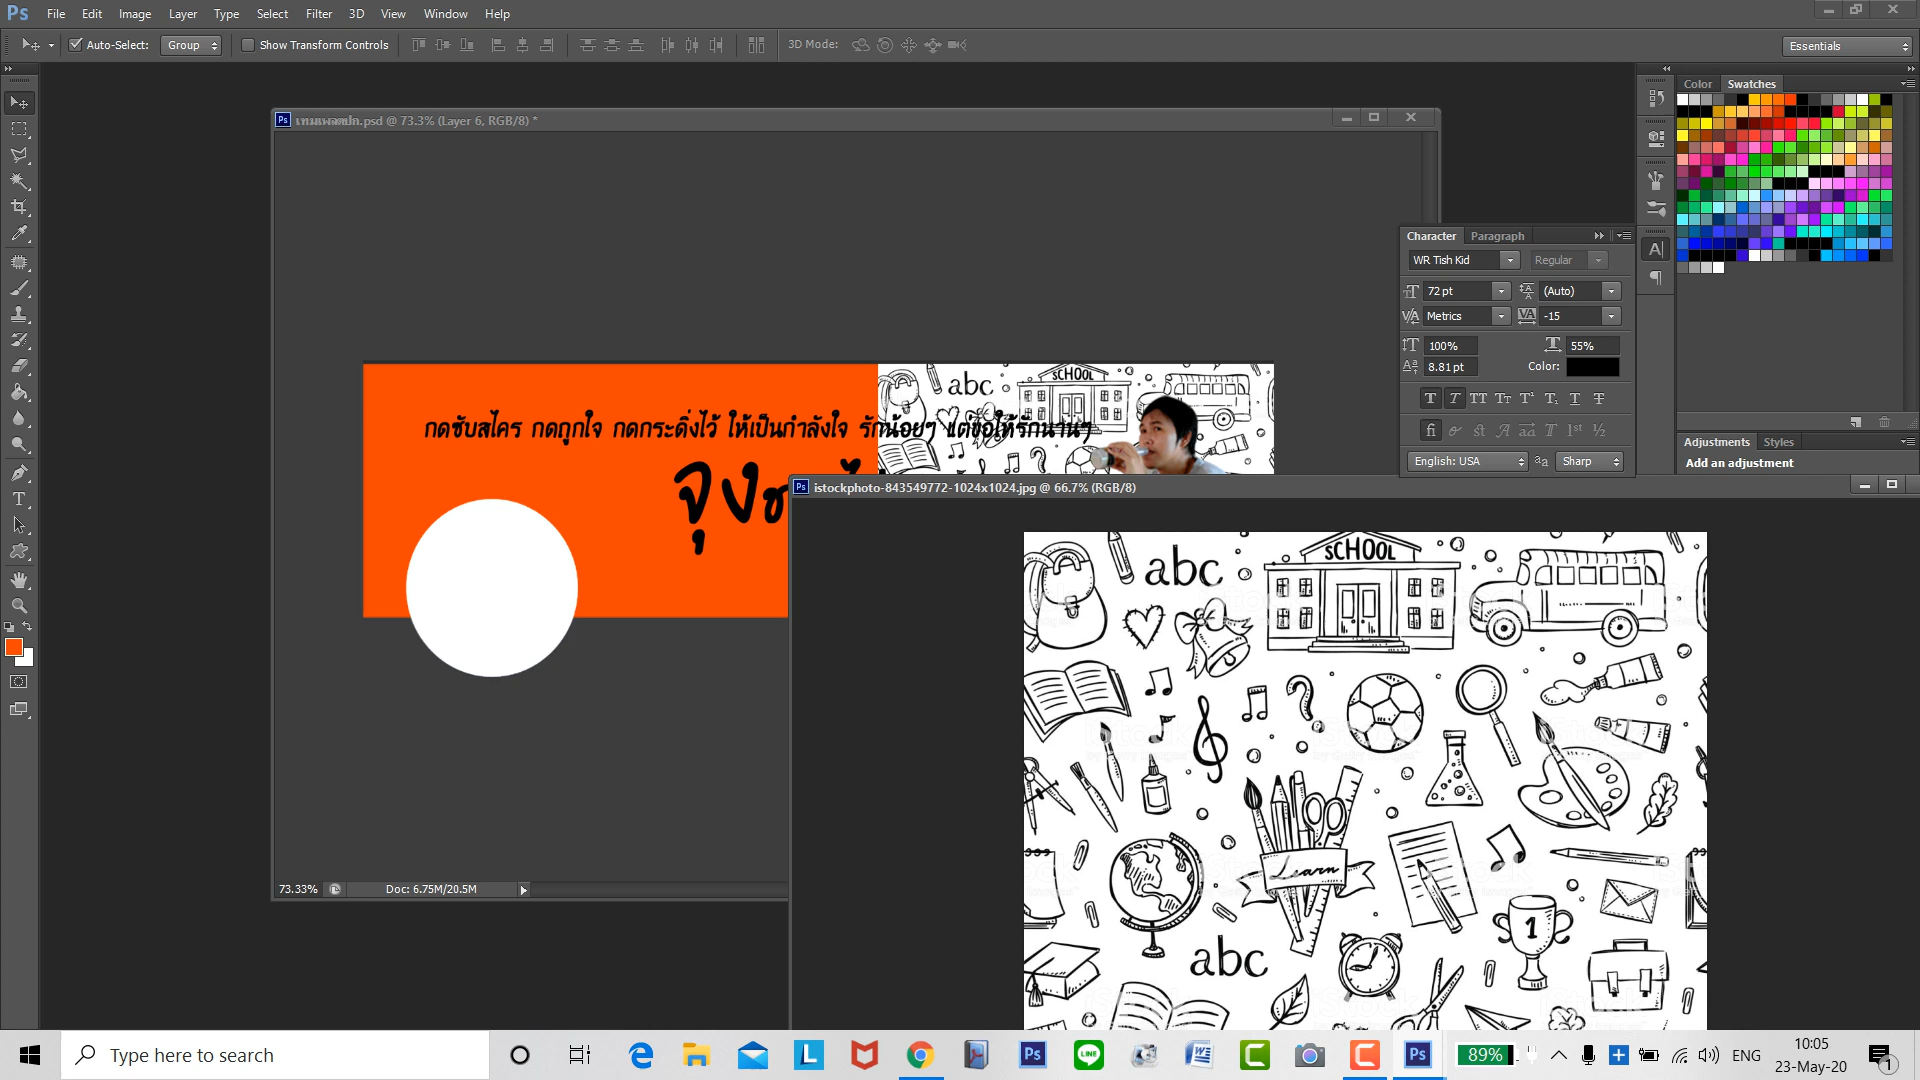 Ps File Edit Image Layer Type Select Filter 3D View Window Help
Auto-Select: Group Show Transform Controls 3D Mode: Essentials
Color Swatches
@ 73.3% (Layer 6, RGB/8) *
Character Paragraph
WR Tish Kid Regular
72 pt (Auto)
Metrics -15
100% 55%
8.81 pt Color:
English: USA Sharp
Adjustments Styles
Add an adjustment
abc SCHOOL
กดซับสไคร กดถูกใจ กดกระดิ่งไว้ ให้เป็นกำลังใจ รักน้อยๆ แต่ขอให้รักนานๆ
จุง
istockphoto-843549772-1024x1024.jpg @ 66.7% (RGB/8)
abc SCHOOL
Learn
1
abc
73.33% Doc: 6.75M/20.5M
Type here to search
89% ENG 10:05
23-May-20
1